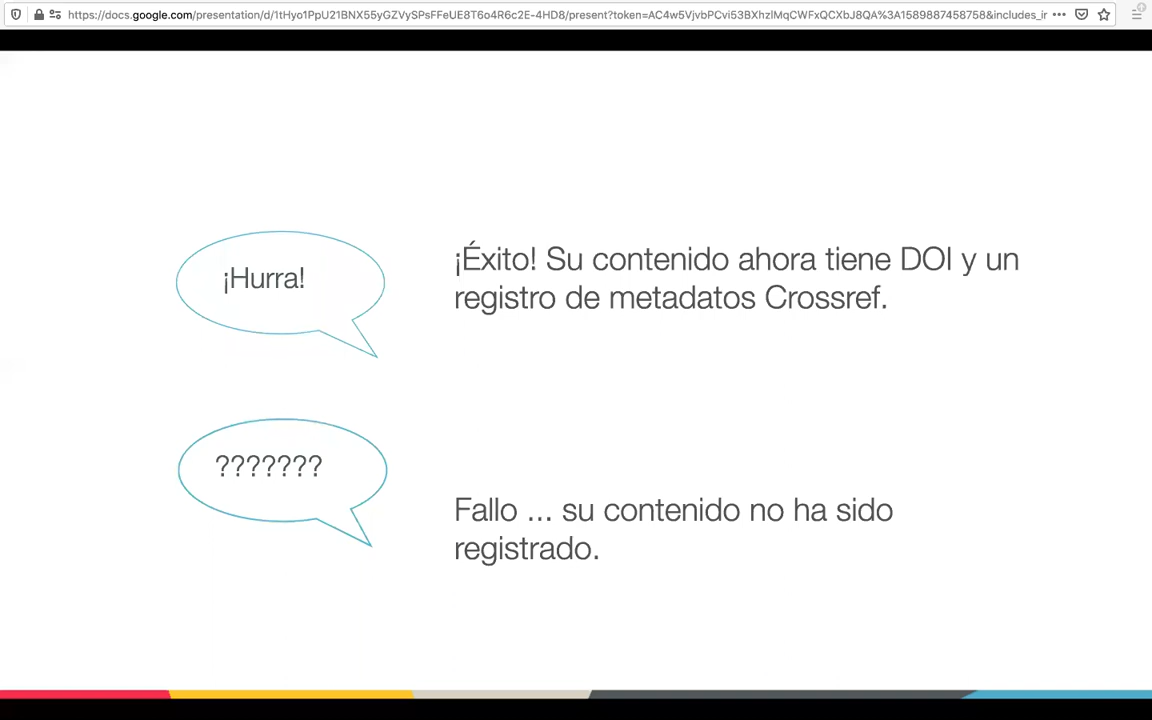 https://docs.google.com/presentation/d/1tHyo1PpU21BNX55yGZVySPsFFeUE8T6o4R6c2E-4HD8/present?token=AC4w5VjvbPCvi53BXhzlMqCWFxQCXbJ8QA%3A1589887458758&includes_ir
¡Hurra!
¡Éxito! Su contenido ahora tiene DOI y un
registro de metadatos Crossref.
???????
Fallo ... su contenido no ha sido
registrado.